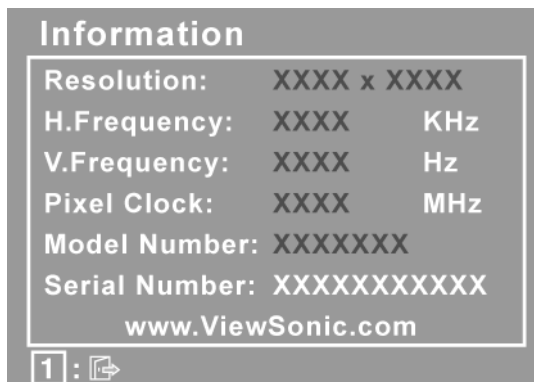 Information
Resolution: XXXX x XXXX
H.Frequency: XXXX KHz
V.Frequency: XXXX Hz
Pixel Clock: XXXX MHz
Model Number: XXXXXXX
Serial Number: XXXXXXXXXXX
www.ViewSonic.com
1 :